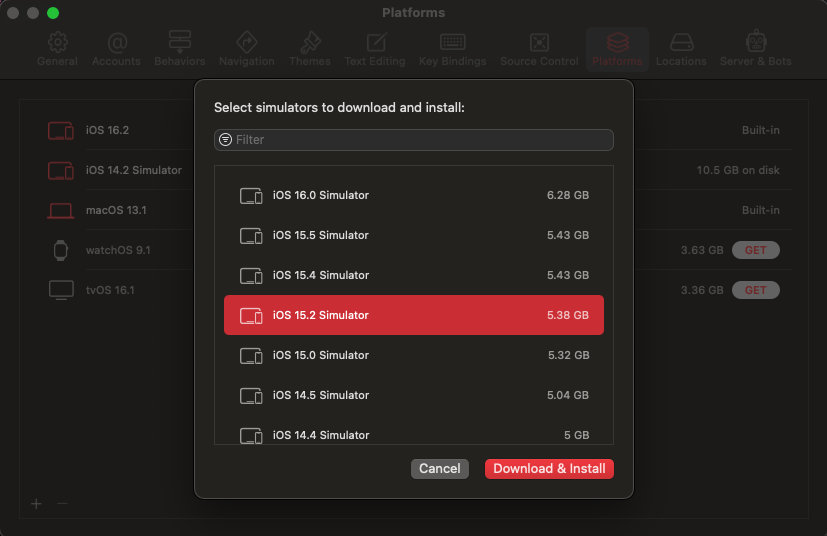 Platforms
General Accounts Behaviors Navigation Themes Text Editing Key Bindings Source Control Platforms Locations Server & Bots
Select simulators to download and install:
Filter
iOS 16.2 Built-in
iOS 14.2 Simulator 10.5 GB on disk
macOS 13.1 Built-in
watchOS 9.1 3.63 GB GET
tvOS 16.1 3.36 GB GET
iOS 16.0 Simulator 6.28 GB
iOS 15.5 Simulator 5.43 GB
iOS 15.4 Simulator 5.43 GB
iOS 15.2 Simulator 5.38 GB
iOS 15.0 Simulator 5.32 GB
iOS 14.5 Simulator 5.04 GB
iOS 14.4 Simulator 5 GB
Cancel Download & Install